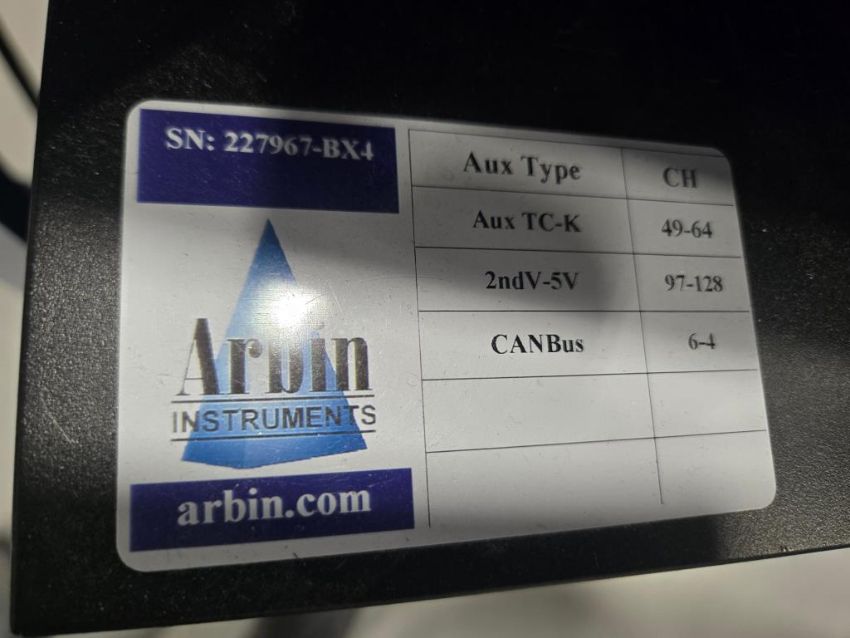 SN: 227967-BX4
Arbin
INSTRUMENTS
arbin.com
Aux Type CH
Aux TC-K 49-64
2ndV-5V 97-128
CANBus 6-4